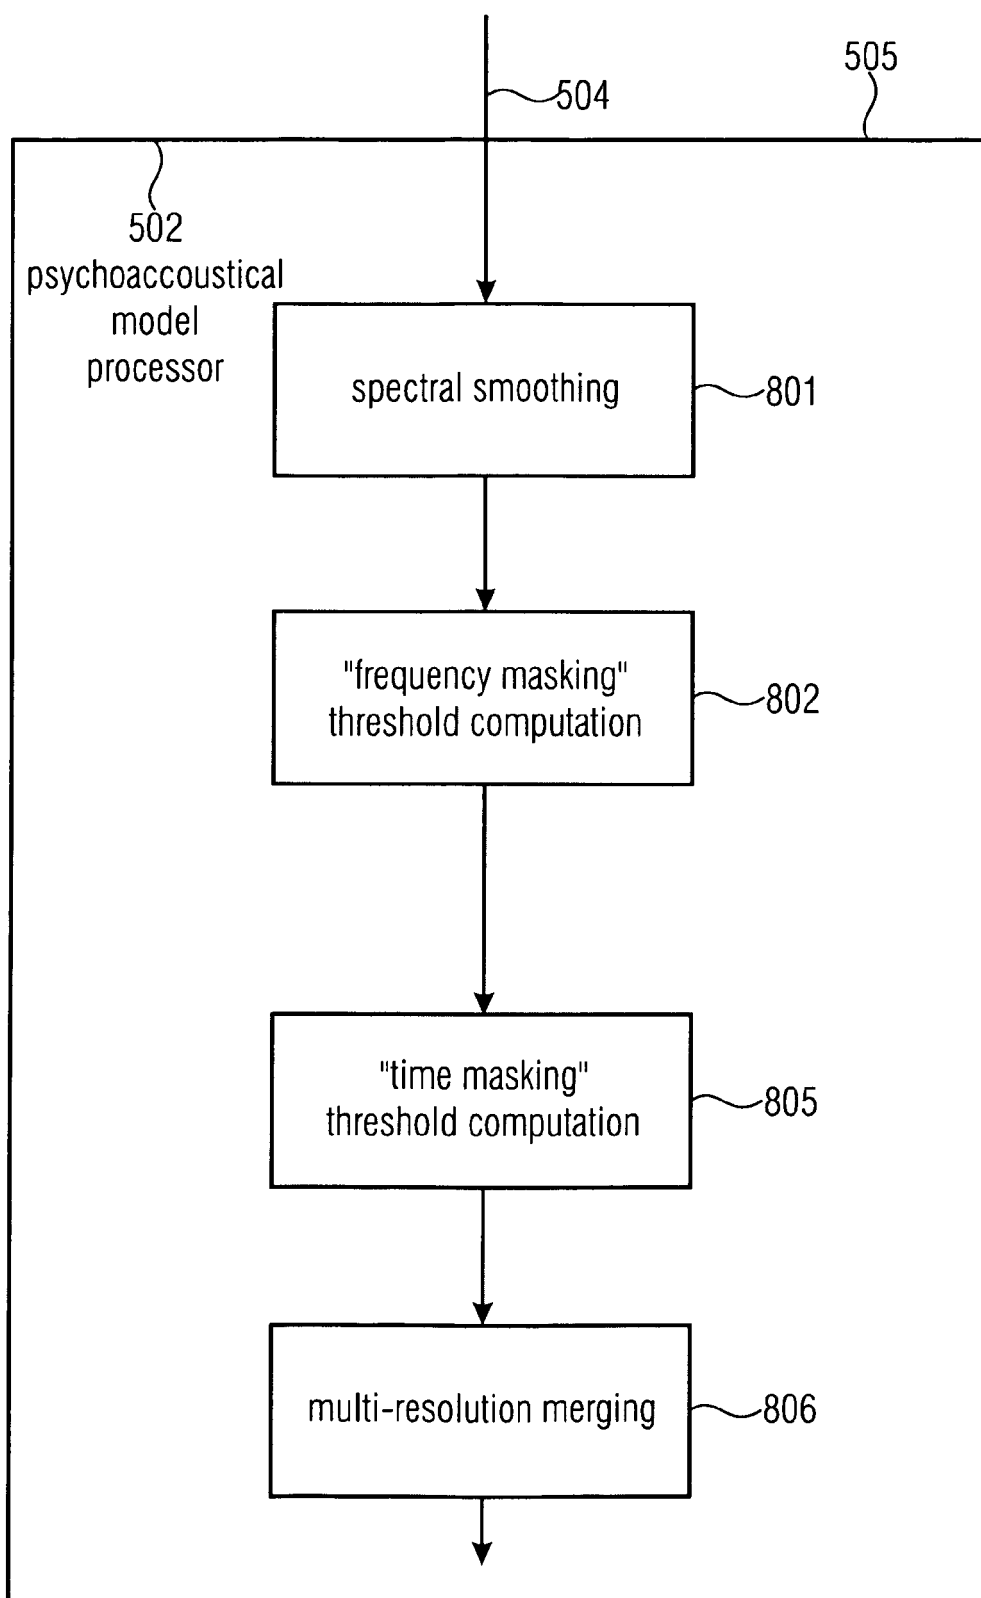 505
504
502
psychoaccoustical
model
processor
spectral smoothing
801
"frequency masking"
threshold computation
802
"time masking"
threshold computation
805
multi-resolution merging
806